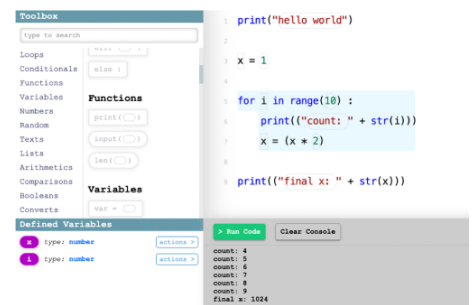 Toolbox
type to search
Loops
Conditionals
Functions
Variables
Numbers
Random
Texts
Lists
Arithmetics
Comparisons
Booleans
Converts
else :
Functions
print( )
input( )
len( )
Variables
var =
Defined Variables
x type: number actions >
i type: number actions >
1 print("hello world")
2
3 x = 1
4
5 for i in range(10) :
6 print(("count: " + str(i)))
7 x = (x * 2)
8
9 print(("final x: " + str(x)))
> Run Code Clear Console
count: 4
count: 5
count: 6
count: 7
count: 8
count: 9
final x: 1024